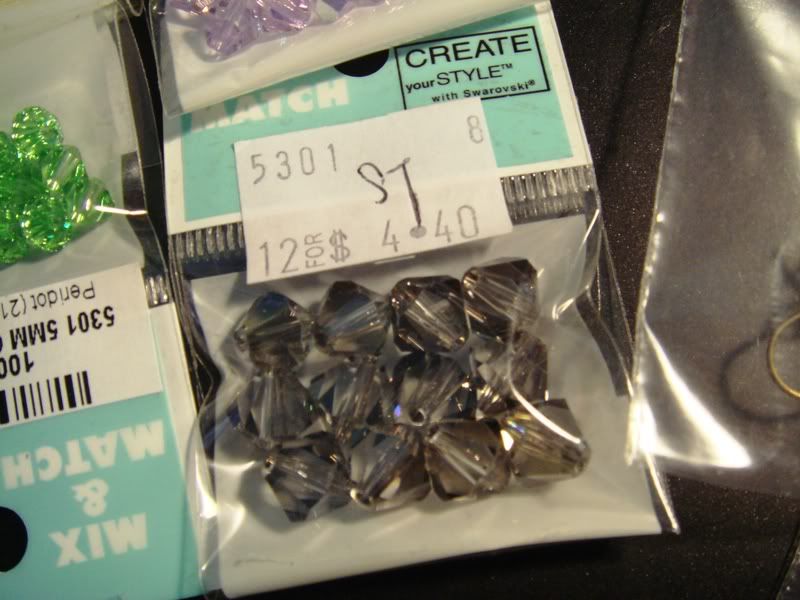 CREATE
yourSTYLE™
with Swarovski®
MATCH
5301 8
ST
12 FOR $ 4.40
Peridot (21
5301 5MM
100
MIX
&
MATCH